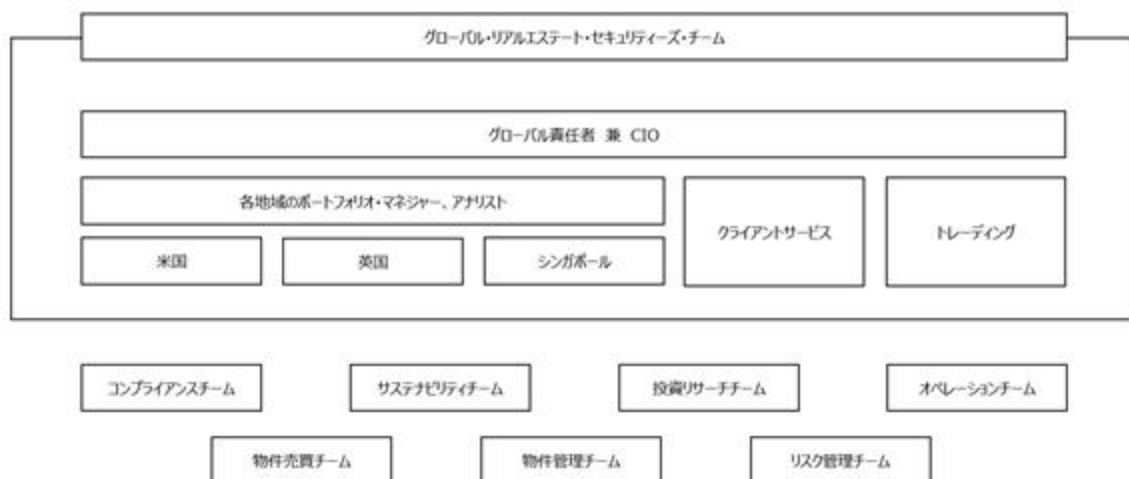 グローバル・リアルエステート・セキュリティーズ・チーム
グローバル責任者 兼 CIO
各地域のポートフォリオ・マネジャー、アナリスト
クライアントサービス
トレーディング
米国
英国
シンガポール
コンプライアンスチーム
サステナビリティチーム
投資リサーチチーム
オペレーションチーム
物件売買チーム
物件管理チーム
リスク管理チーム